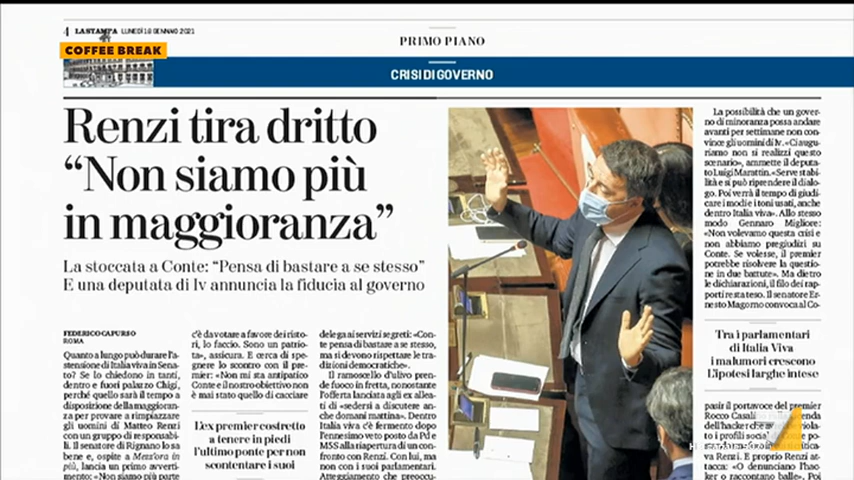 4 LA STAMPA LUNEDÌ 18 GENNAIO 2021
COFFEE BREAK
PRIMO PIANO
CRISI DI GOVERNO
Renzi tira dritto
“Non siamo più
in maggioranza”
La stoccata a Conte: “Pensa di bastare a se stesso”
E una deputata di Iv annuncia la fiducia al governo
FEDERICO CAPURSO
ROMA
Quanto a lungo può durare l'a-
stensione di Italia viva in Sena-
to? Se lo chiedono in tanti,
dentro e fuori palazzo Chigi,
perché quello sarà il tempo a
disposizione della maggioran-
za per provare a rimpiazzare
gli uomini di Matteo Renzi
con un gruppo di responsabi-
li. Il senatore di Rignano lo sa
bene e, ospite a Mezz'ora in
più, lancia un primo avverti-
mento: «Non siamo più parte
c'è da votare a favore dei risto-
ri, lo faccio. Sono un patrio-
ta», assicura. E cerca di spe-
gnere lo scontro con il pre-
mier: «Non mi sta antipatico
Conte e il nostro obiettivo non
è mai stato quello di cacciare
L'ex premier costretto
a tenere in piedi
l'ultimo ponte per non
scontentare i suoi
delega ai servizi segreti: «Con-
te pensa di bastare a se stesso,
ma si devono rispettare le tra-
dizioni democratiche».
Il ramoscello d'ulivo pren-
de fuoco in fretta, nonostante
l'offerta lanciata agli ex allea-
ti di «sedersi a discutere an-
che domani mattina». Dentro
Italia viva c'è fermento dopo
l'ennesimo veto posto da Pd e
M5S alla riapertura di un con-
fronto con Renzi. Con lui, ma
non con i suoi parlamentari.
Atteggiamento che preoccu-
La possibilità che un gover-
no di minoranza possa andare
avanti per settimane non con-
vince gli uomini di Iv. «Ci augu-
riamo non si realizzi questo
scenario», ammette il deputa-
to Luigi Marattin. «Serve stabi-
lità e si può riprendere il dialo-
go. Poi verrà il tempo di giudi-
care i modi e i toni usati, anche
dentro Italia viva». Allo stesso
modo Gennaro Migliore:
«Non volevamo questa crisi e
non abbiamo pregiudizi su
Conte. Se volesse, il premier
potrebbe risolvere la questio-
ne in due battute». Ma dietro
le dichiarazioni, il filo dei rap-
porti resta teso. Il senatore Er-
nesto Magorno convoca al Co-
Tra i parlamentari
di Italia Viva
i malumori crescono
L'ipotesi larghe intese
pasir il portavoce del premier
Rocco Casali
dell'hacker che
to i profili social
Renzi. E proprio Renzi at-
tacca: «O denunciano l'hac-
ker o raccontano balle». Poi,